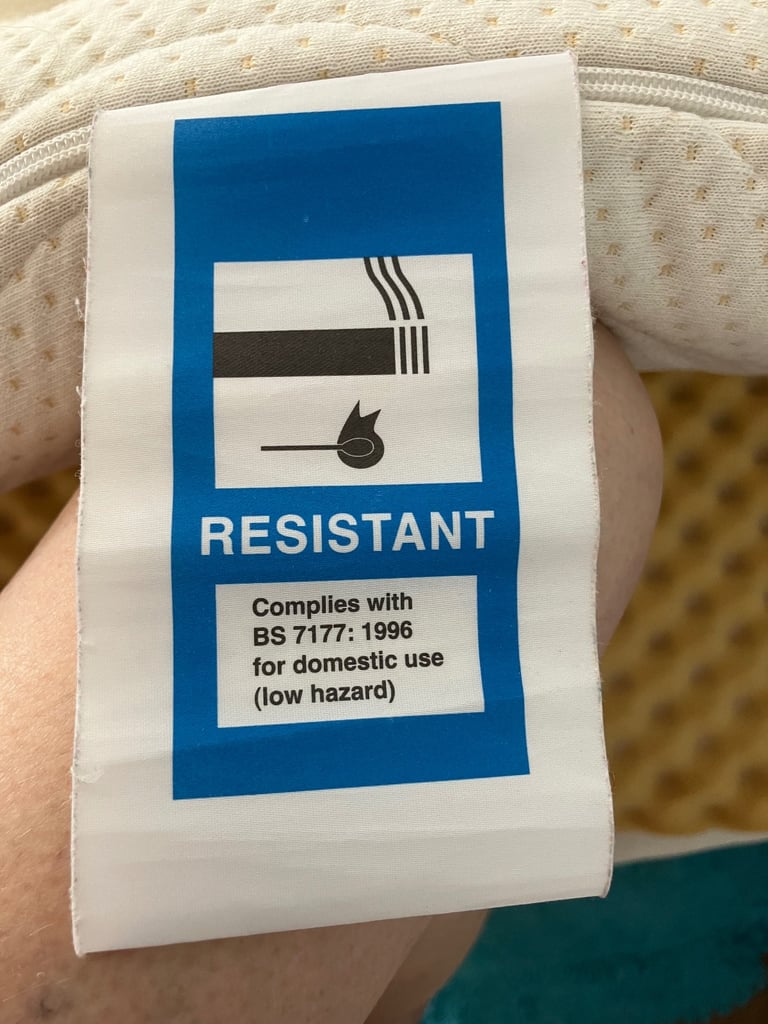 RESISTANT
Complies with
BS 7177: 1996
for domestic use
(low hazard)